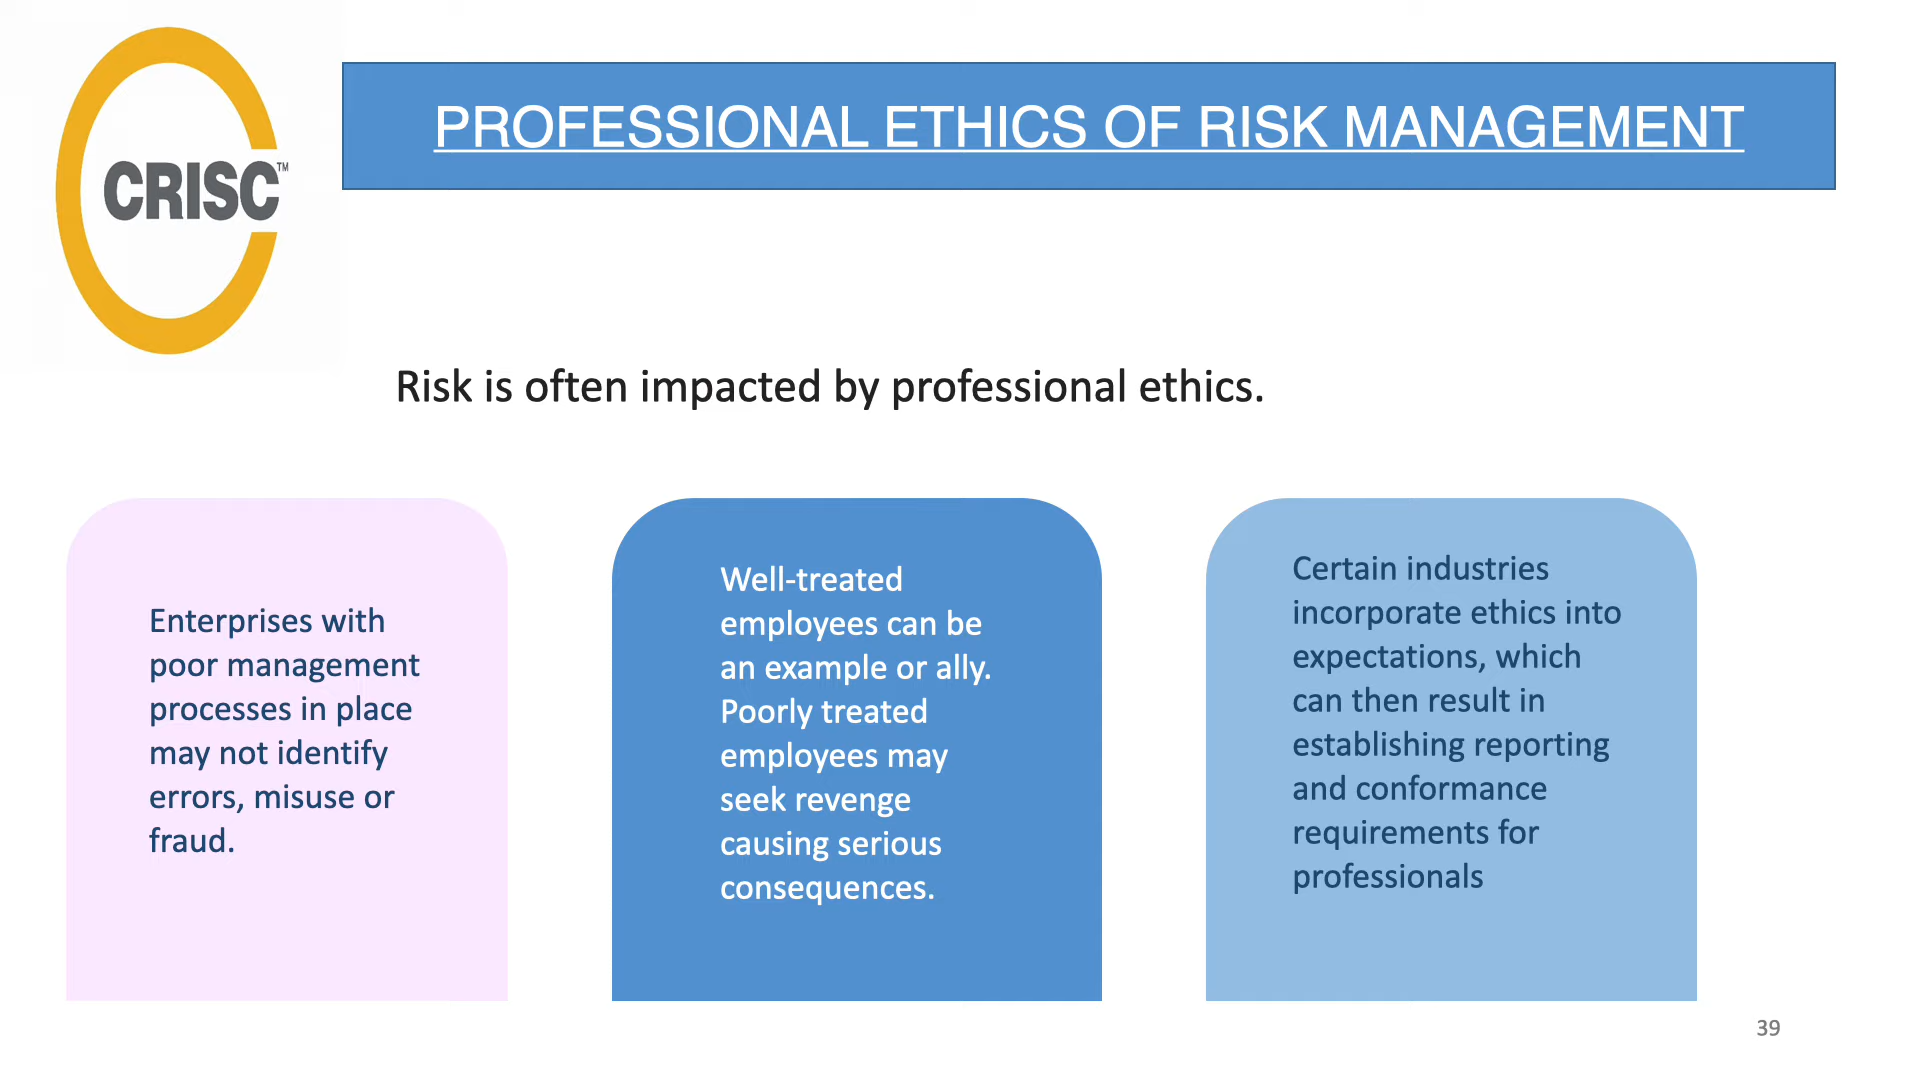 CRISC™
PROFESSIONAL ETHICS OF RISK MANAGEMENT
Risk is often impacted by professional ethics.
Enterprises with
poor management
processes in place
may not identify
errors, misuse or
fraud.
Well-treated
employees can be
an example or ally.
Poorly treated
employees may
seek revenge
causing serious
consequences.
Certain industries
incorporate ethics into
expectations, which
can then result in
establishing reporting
and conformance
requirements for
professionals
39